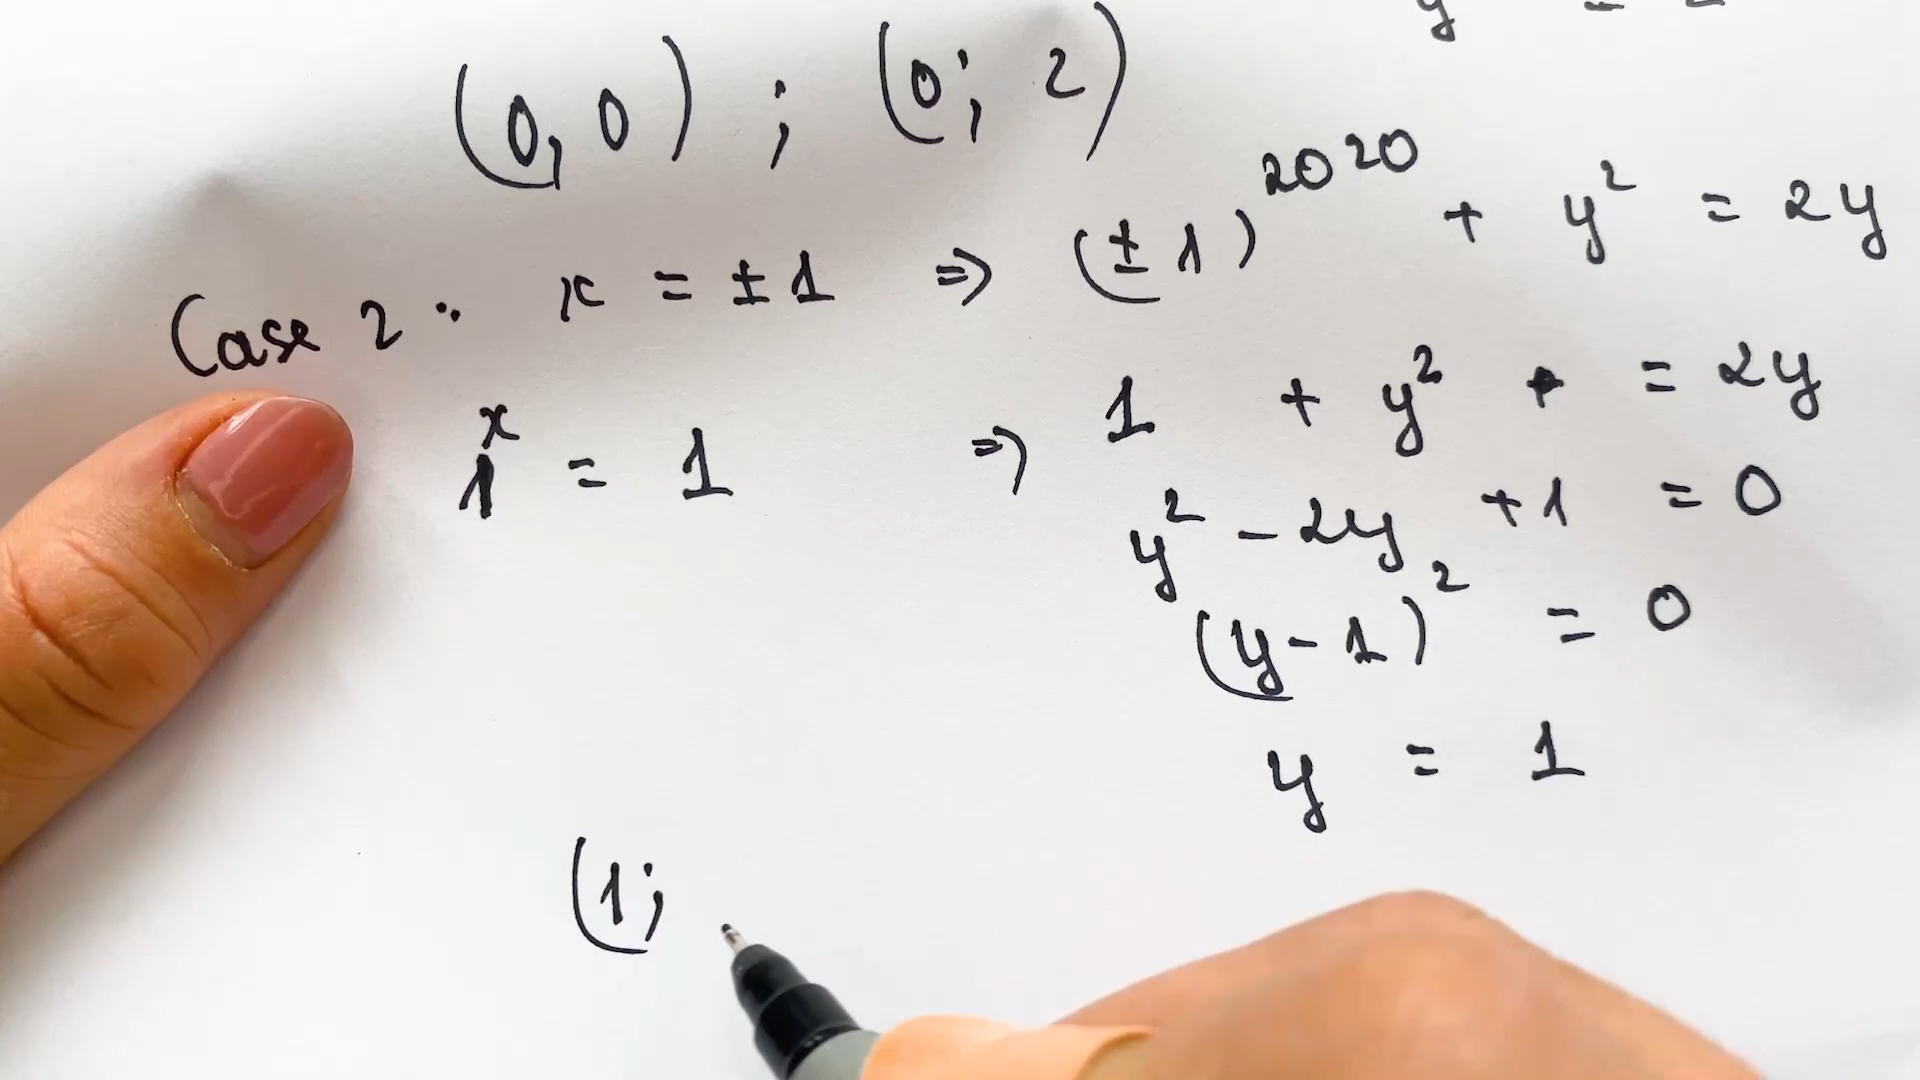 (0,0) ; (0; 2)
Case 2: x = ±1 ⇒ (±1)^2020 + y² = 2y
1^x = 1 ⇒ 1 + y² = 2y
y² - 2y + 1 = 0
(y-1)² = 0
y = 1
(1;